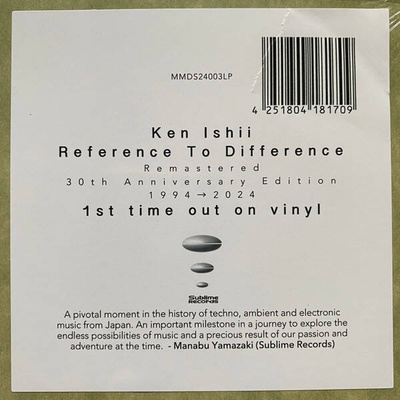 MMDS24003LP
4 251804 181709
Ken Ishii
Reference To Difference
Remastered
30th Anniversary Edition
1994→2024
1st time out on vinyl
Sublime
Records
A pivotal moment in the history of techno, ambient and electronic
music from Japan. An important milestone in a journey to explore the
endless possibilities of music and a precious result of our passion and
adventure at the time. - Manabu Yamazaki (Sublime Records)